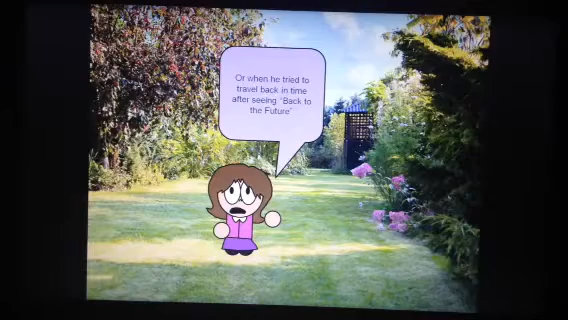 Or when he tried to
travel back in time
after seeing "Back to
the Future"